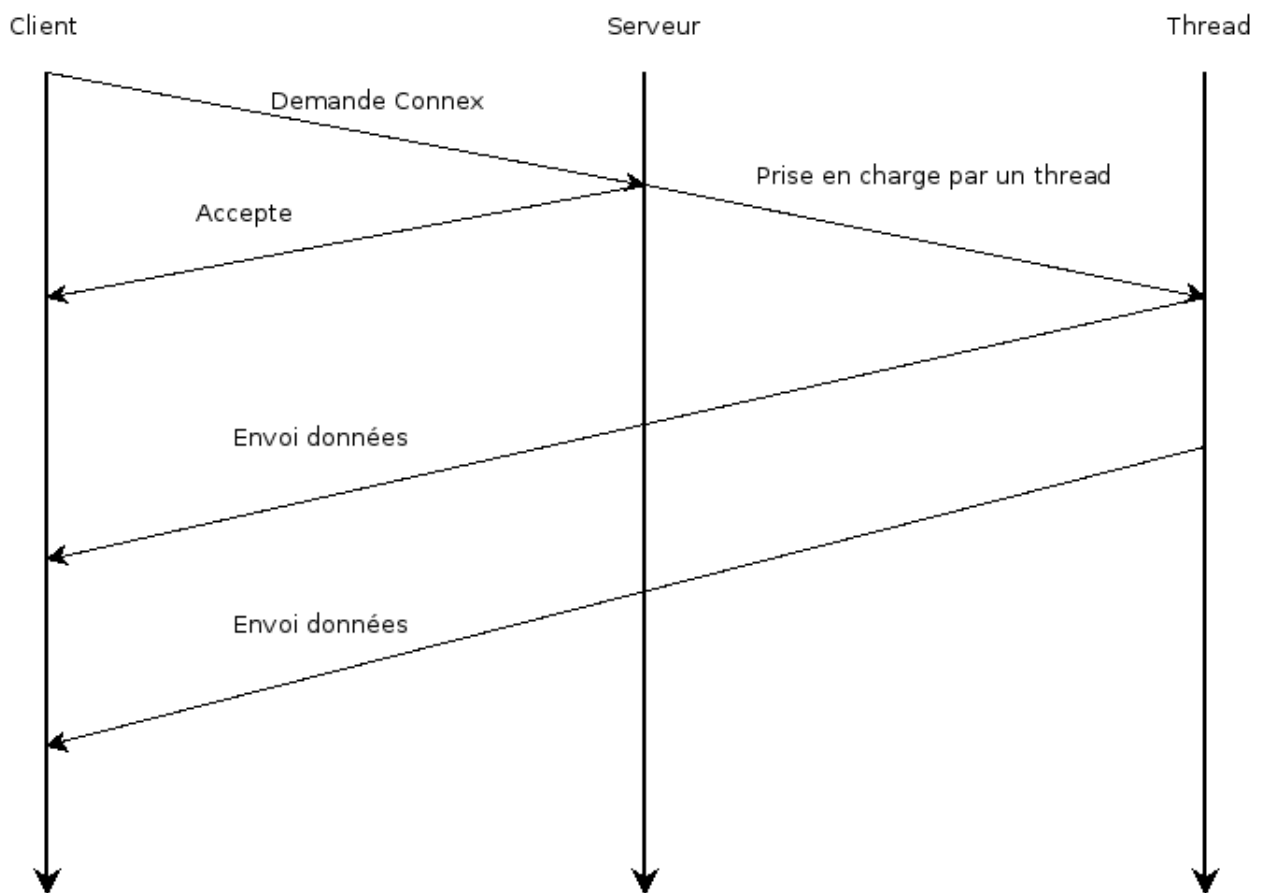 Client
Serveur
Thread
Demande Connex
Prise en charge par un thread
Accepte
Envoi données
Envoi données